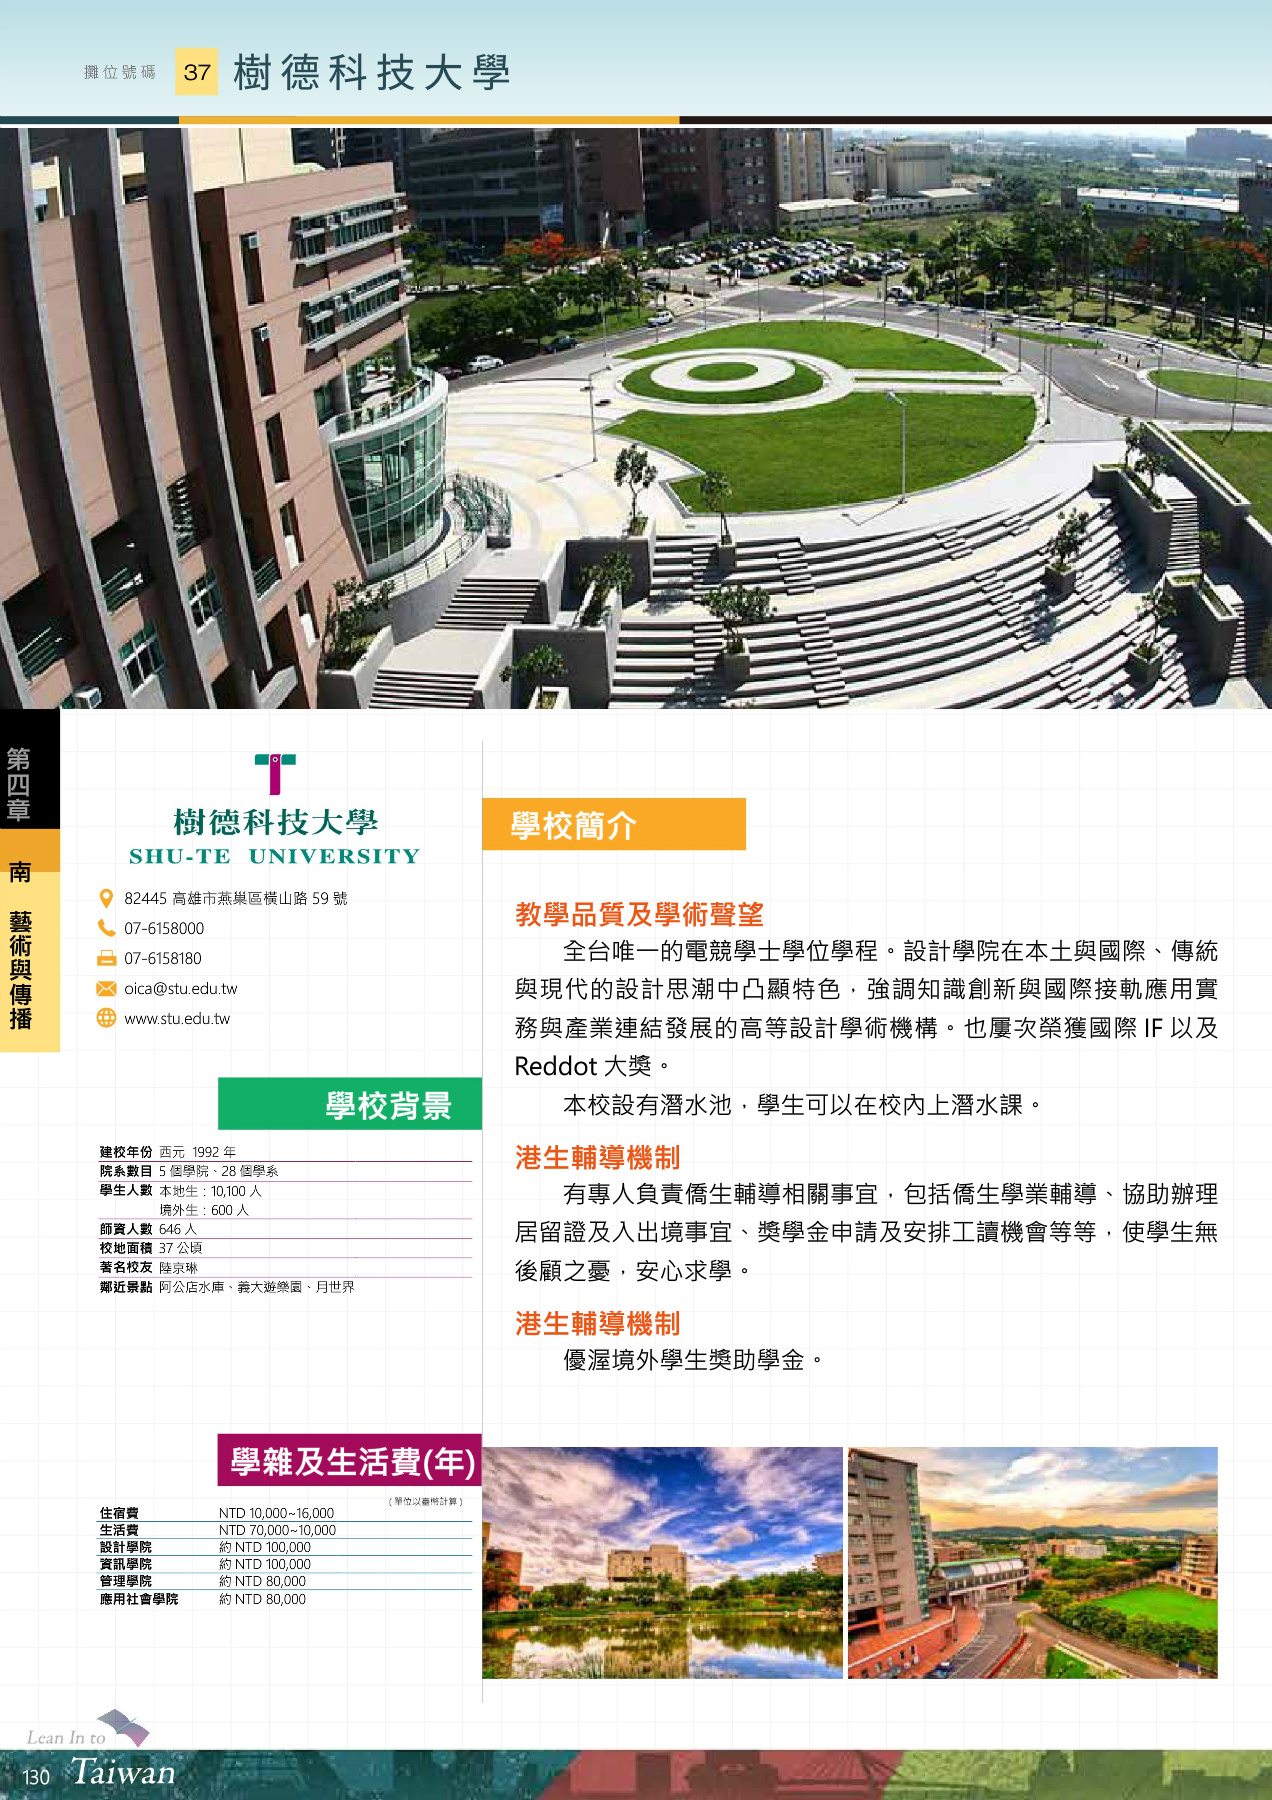 攤位號碼 37 樹德科技大學
第四章
南 藝術與傳播
樹德科技大學
SHU-TE UNIVERSITY
82445 高雄市燕巢區橫山路 59 號
07-6158000
07-6158180
oica@stu.edu.tw
www.stu.edu.tw
學校背景
建校年份 西元 1992 年
院系數目 5 個學院、28 個學系
學生人數 本地生：10,100 人
境外生：600 人
師資人數 646 人
校地面積 37 公頃
著名校友 陸京琳
鄰近景點 阿公店水庫、義大遊樂園、月世界
學雜及生活費(年)
（單位以臺幣計算）
住宿費 NTD 10,000~16,000
生活費 NTD 70,000~10,000
設計學院 約 NTD 100,000
資訊學院 約 NTD 100,000
管理學院 約 NTD 80,000
應用社會學院 約 NTD 80,000
學校簡介
教學品質及學術聲望
全台唯一的電競學士學位學程。設計學院在本土與國際、傳統
與現代的設計思潮中凸顯特色，強調知識創新與國際接軌應用實
務與產業連結發展的高等設計學術機構。也屢次榮獲國際 IF 以及
Reddot 大獎。
本校設有潛水池，學生可以在校內上潛水課。
港生輔導機制
有專人負責僑生輔導相關事宜，包括僑生學業輔導、協助辦理
居留證及入出境事宜、獎學金申請及安排工讀機會等等，使學生無
後顧之憂，安心求學。
港生輔導機制
優渥境外學生獎助學金。
Lean In to
130 Taiwan